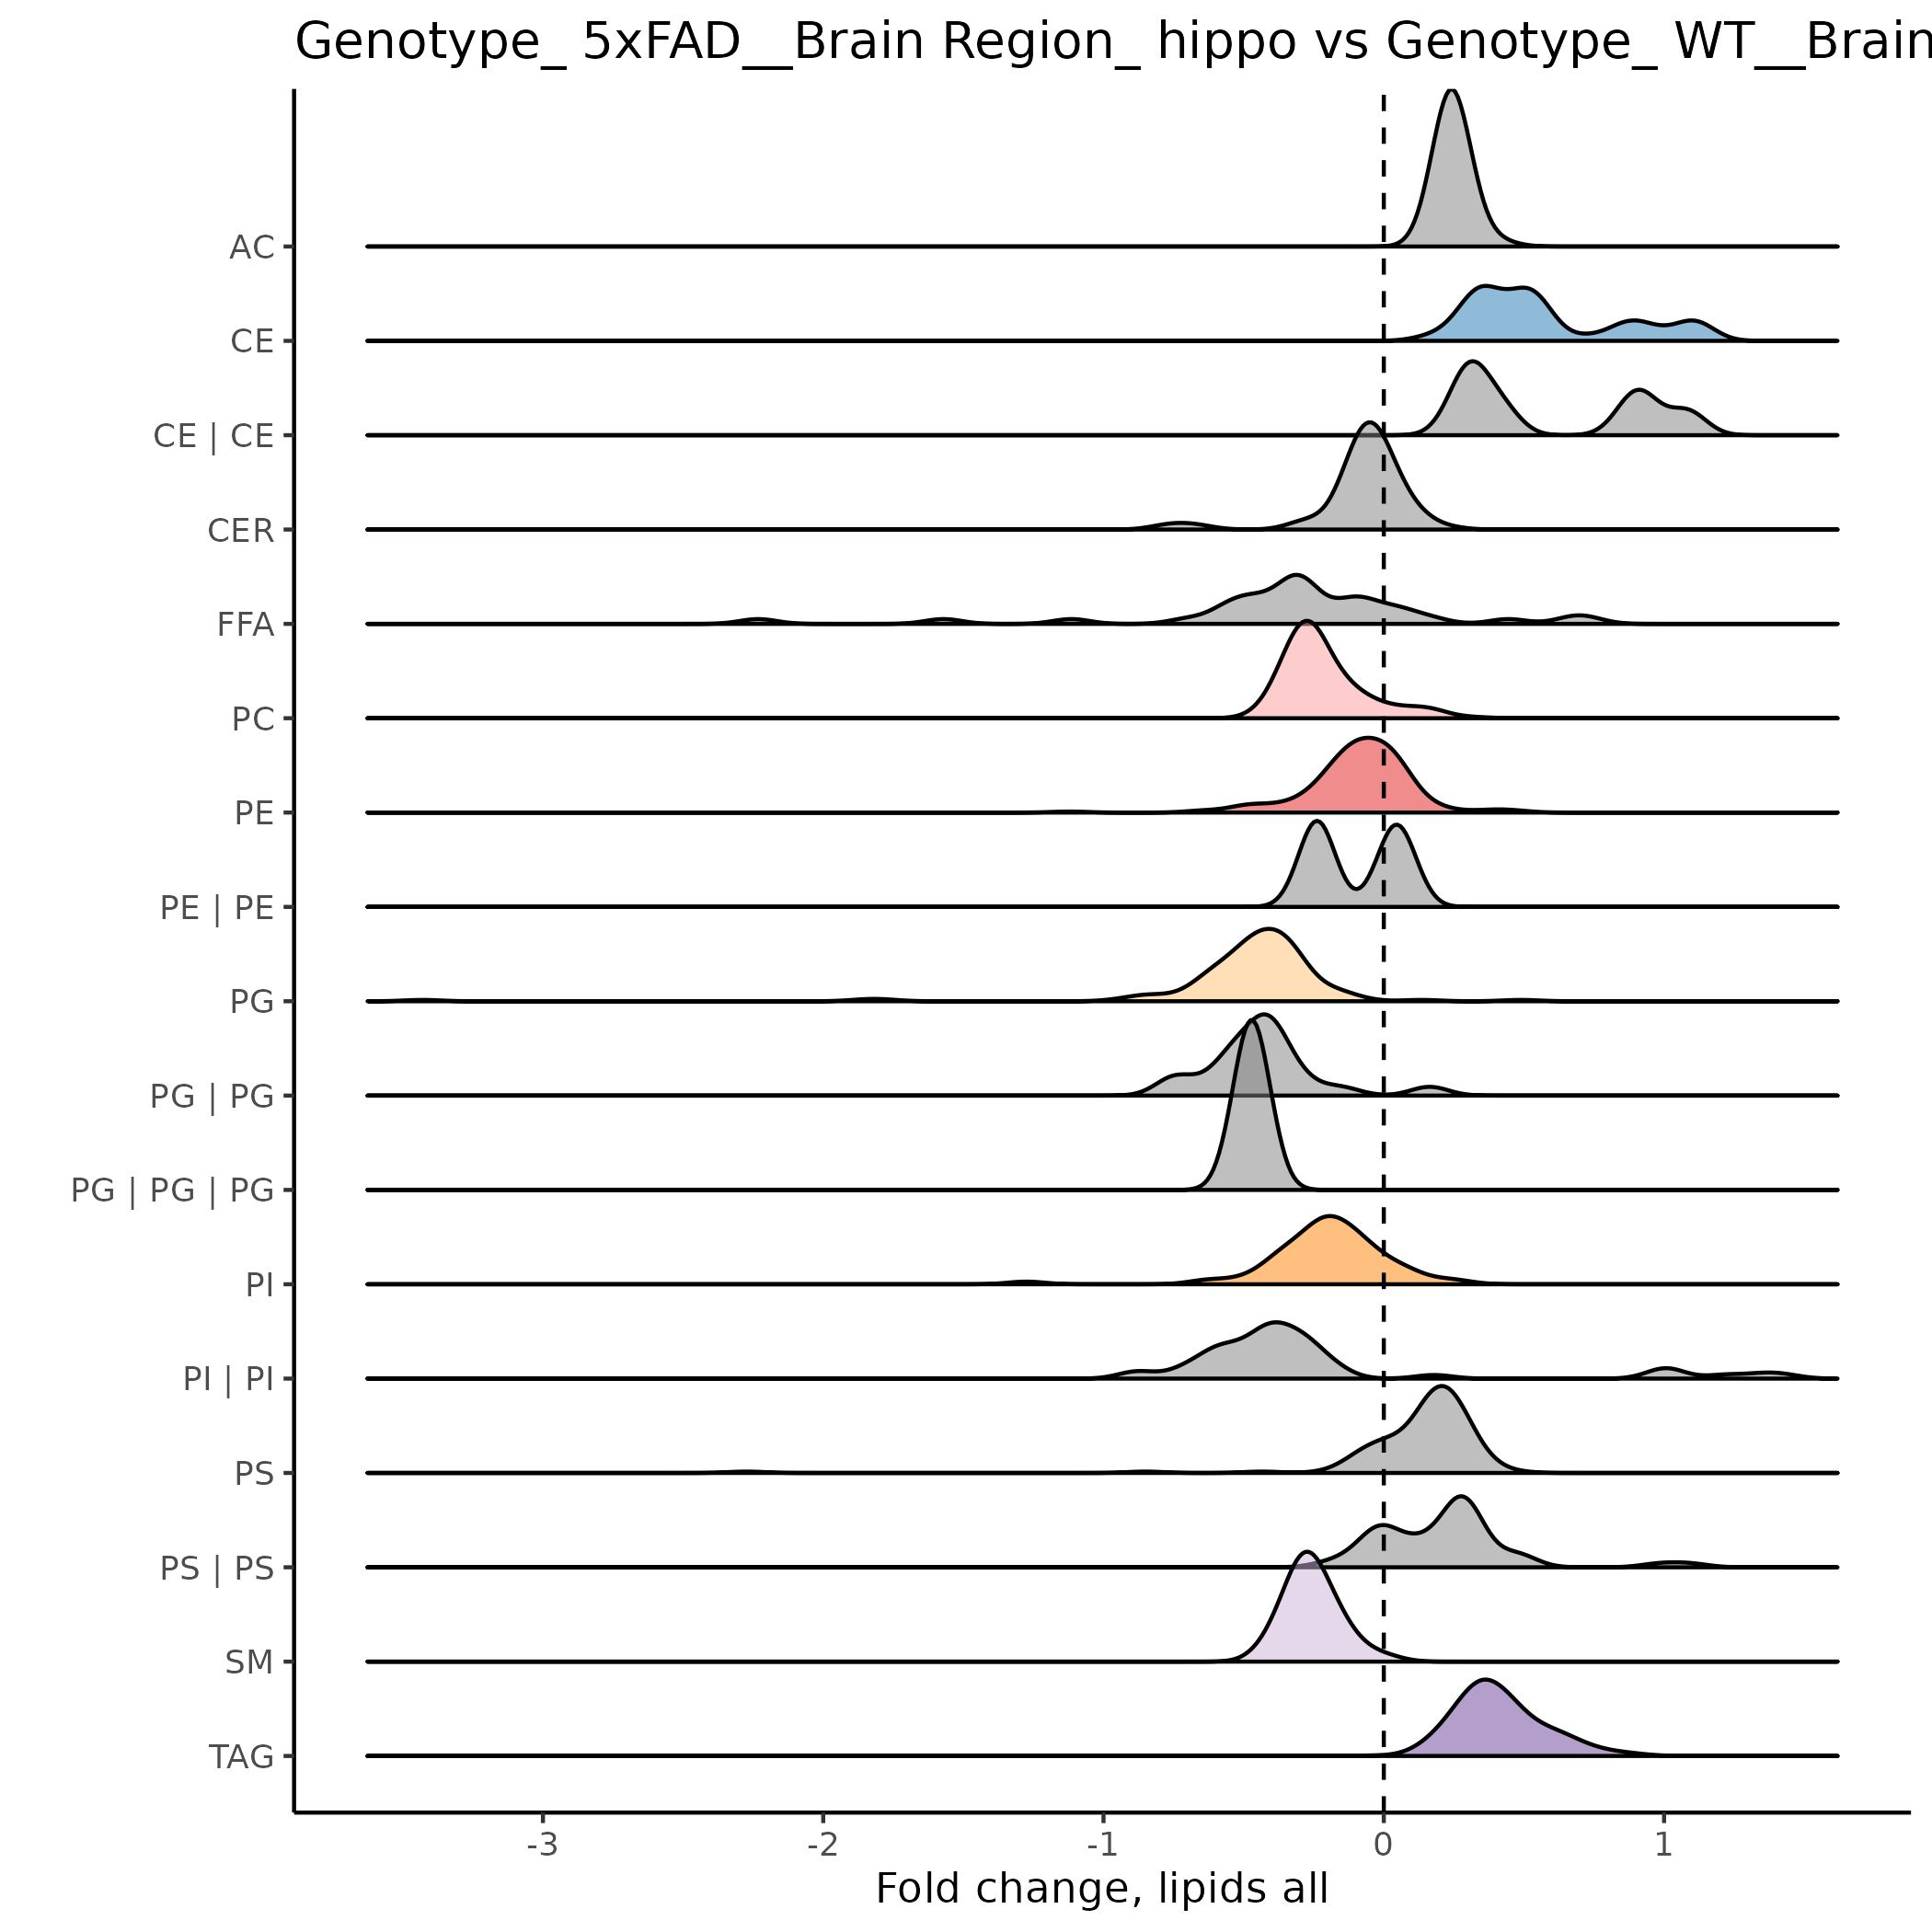 Genotype_ 5xFAD__Brain Region_ hippo vs Genotype_ WT__Brain
AC
CE
CE | CE
CER
FFA
PC
PE
PE | PE
PG
PG | PG
PG | PG | PG
PI
PI | PI
PS
PS | PS
SM
TAG
-3 -2 -1 0 1
Fold change, lipids all